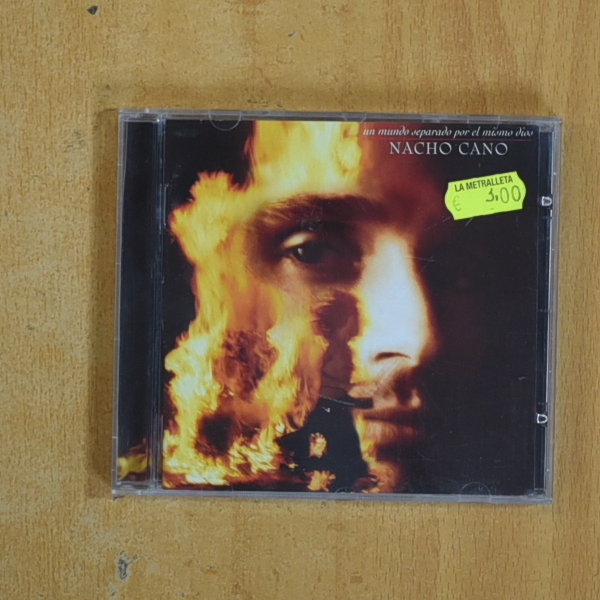 un mundo separado por el mismo dios
NACHO CANO
LA METRALLETA
€ 3,00